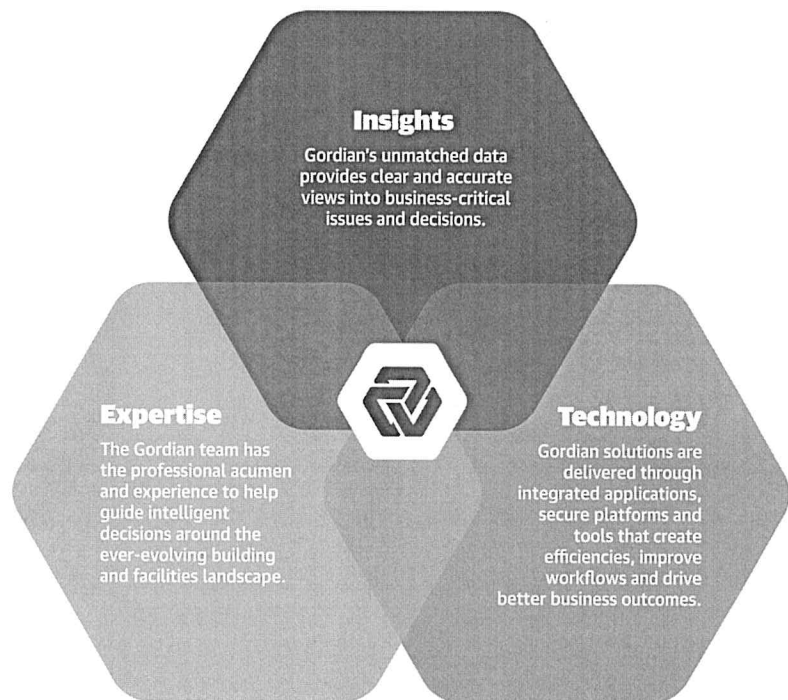 Insights
Gordian's unmatched data
provides clear and accurate
views into business-critical
issues and decisions.
Expertise
The Gordian team has
the professional acumen
and experience to help
guide intelligent
decisions around the
ever-evolving building
and facilities landscape.
Technology
Gordian solutions are
delivered through
integrated applications,
secure platforms and
tools that create
efficiencies, improve
workflows and drive
better business outcomes.